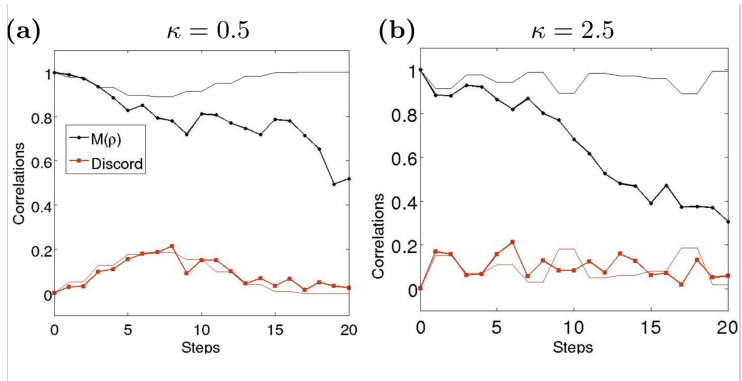 (a)
κ = 0.5
(b)
κ = 2.5
Correlations
1
0.8
0.6
0.4
0.2
0
M(ρ)
Discord
0
5
10
15
20
Steps
Correlations
1
0.8
0.6
0.4
0.2
0
0
5
10
15
20
Steps